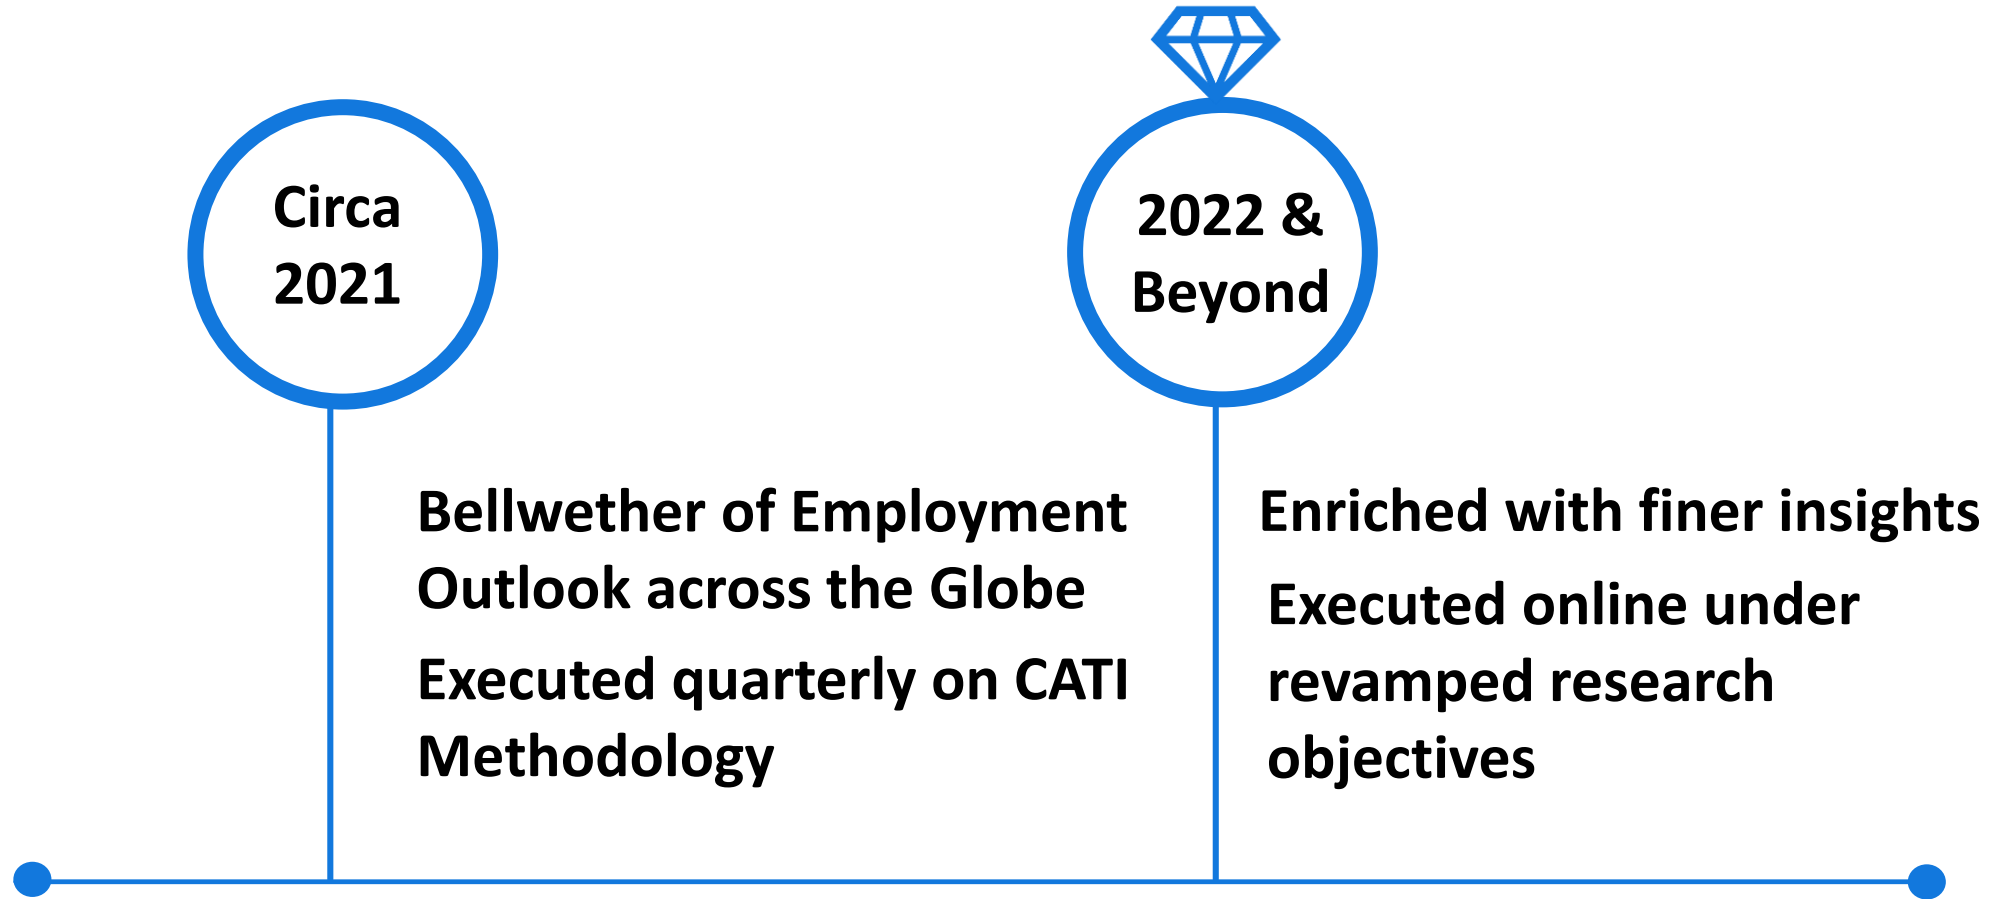 Circa
2021
Bellwether of Employment
Outlook across the Globe
Executed quarterly on CATI
Methodology
2022 &
Beyond
Enriched with finer insights
Executed online under
revamped research
objectives